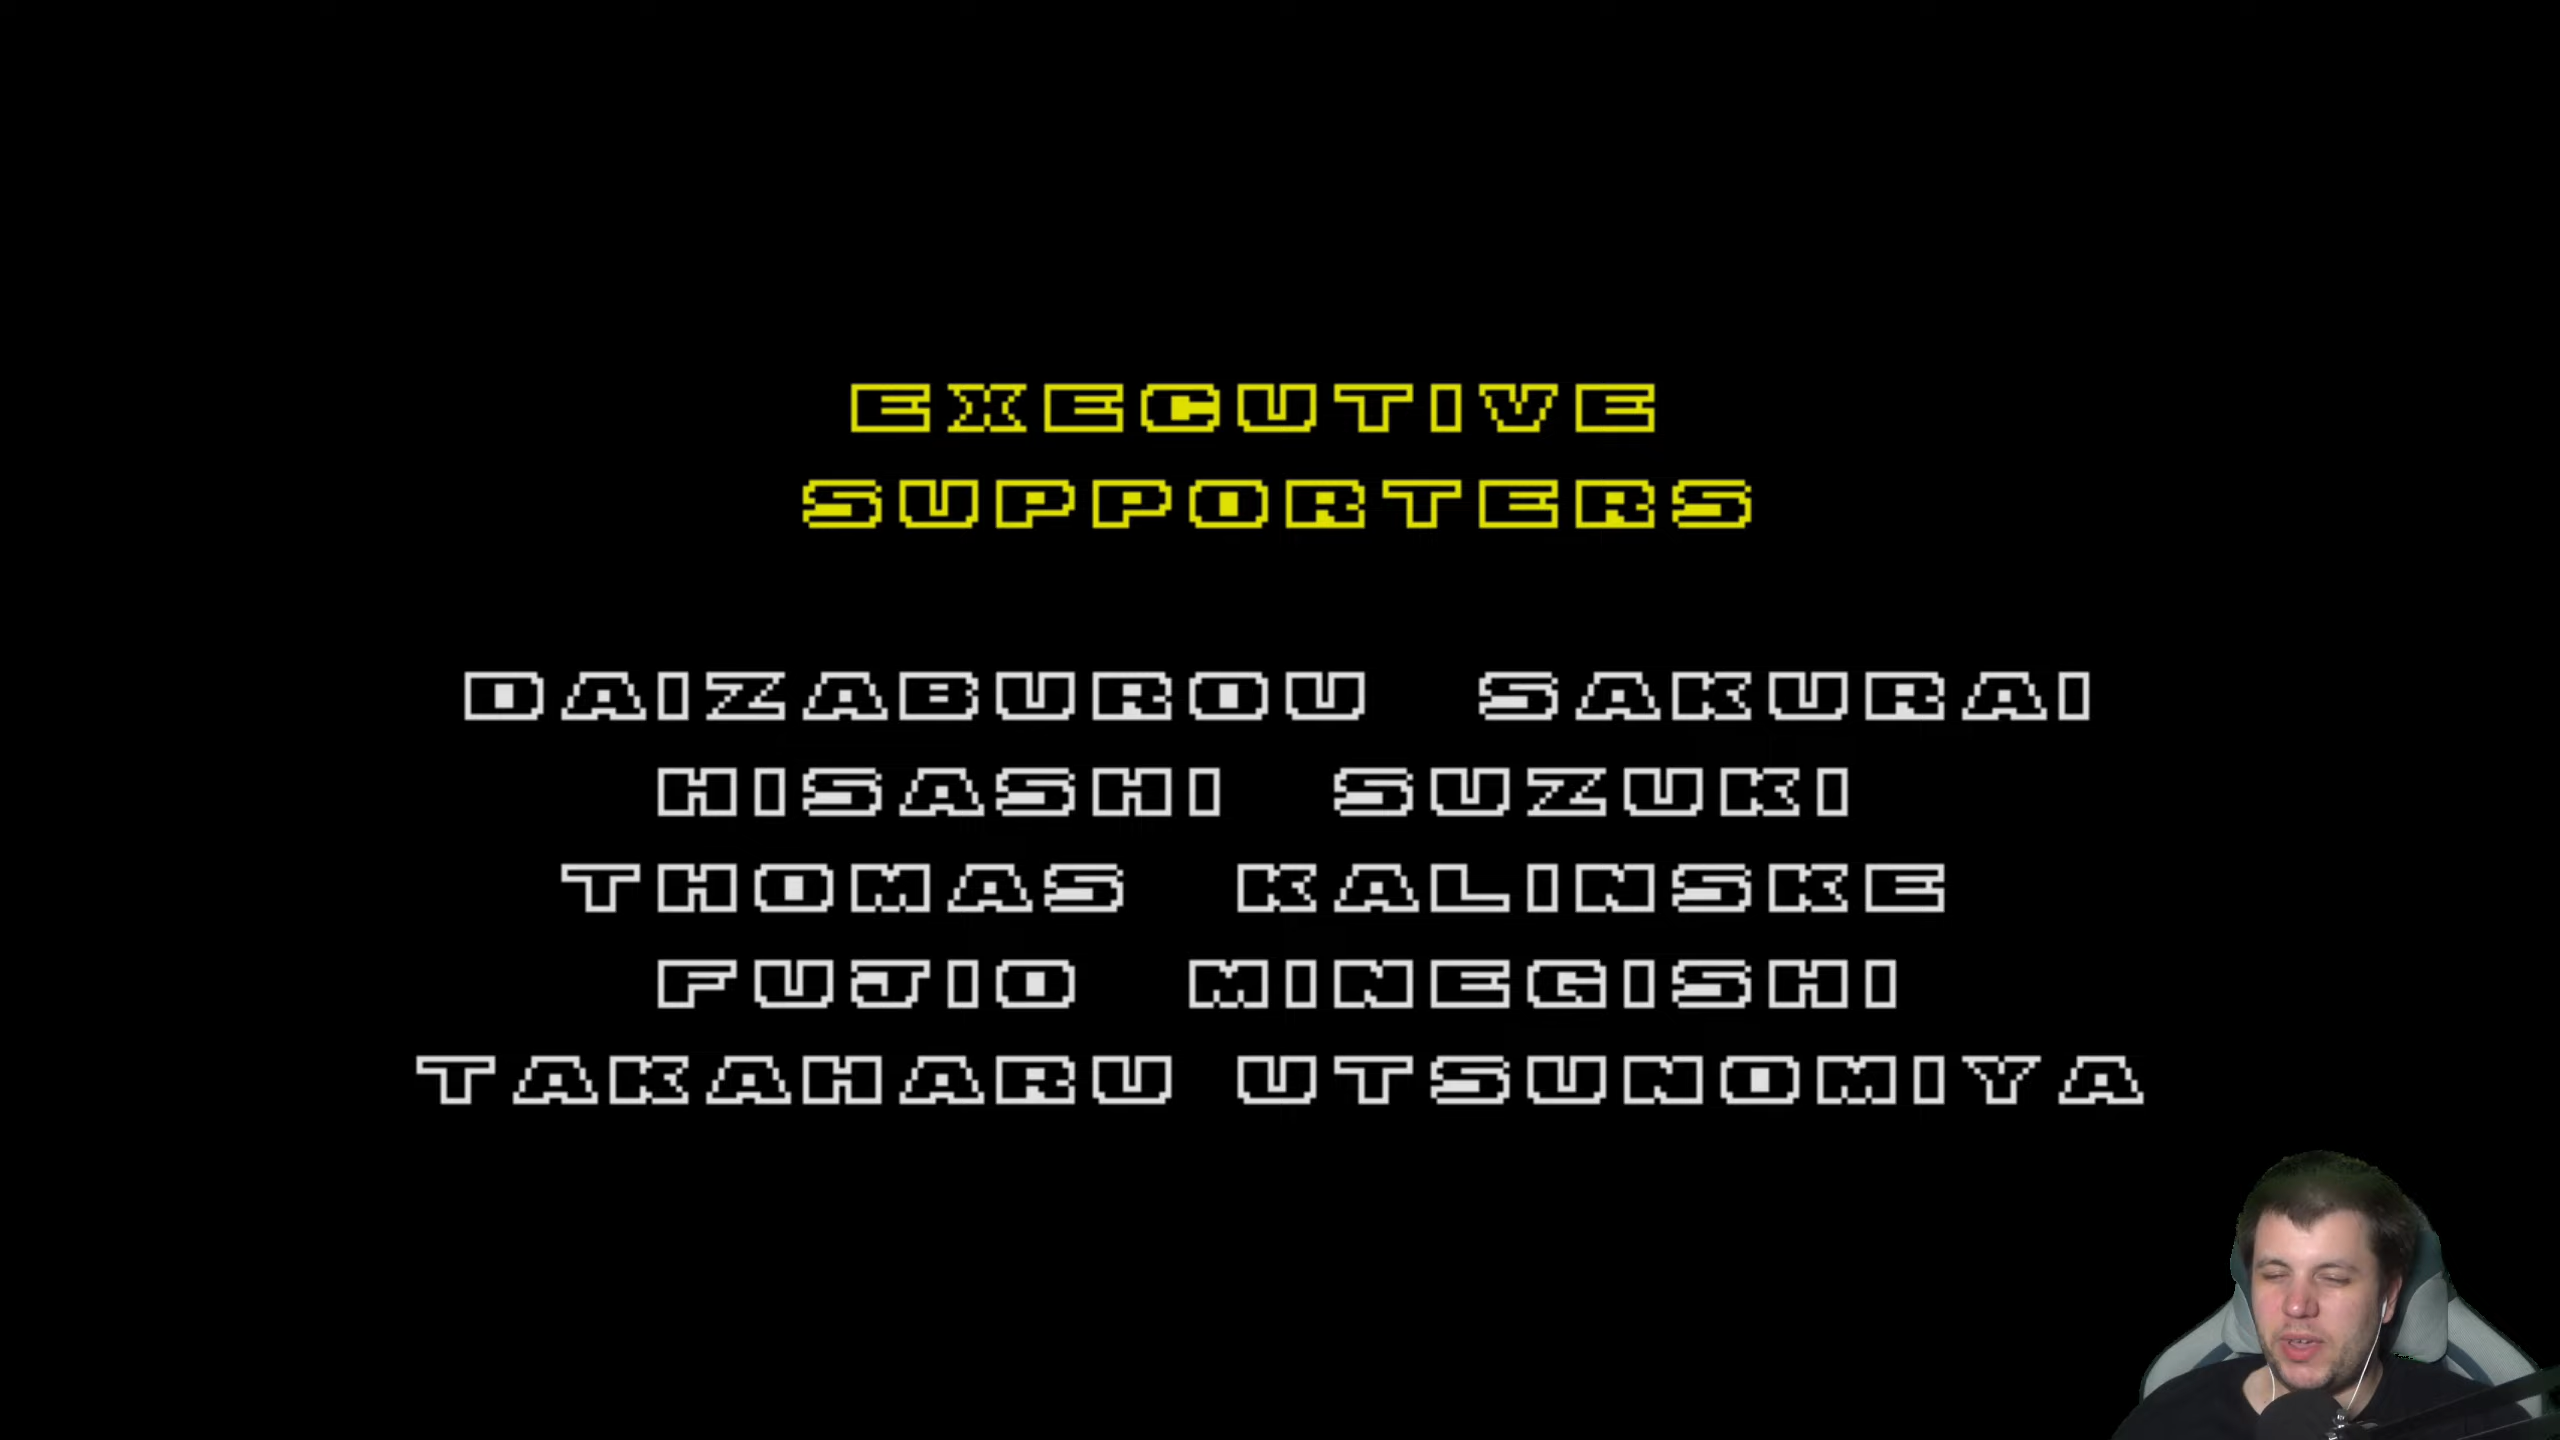 EXECUTIVE
SUPPORTERS
DAIZABUROU SAKURAI
HISASHI SUZUKI
THOMAS KALINSKE
FUJIO MINEGISHI
TAKAHARU UTSUNOMIYA